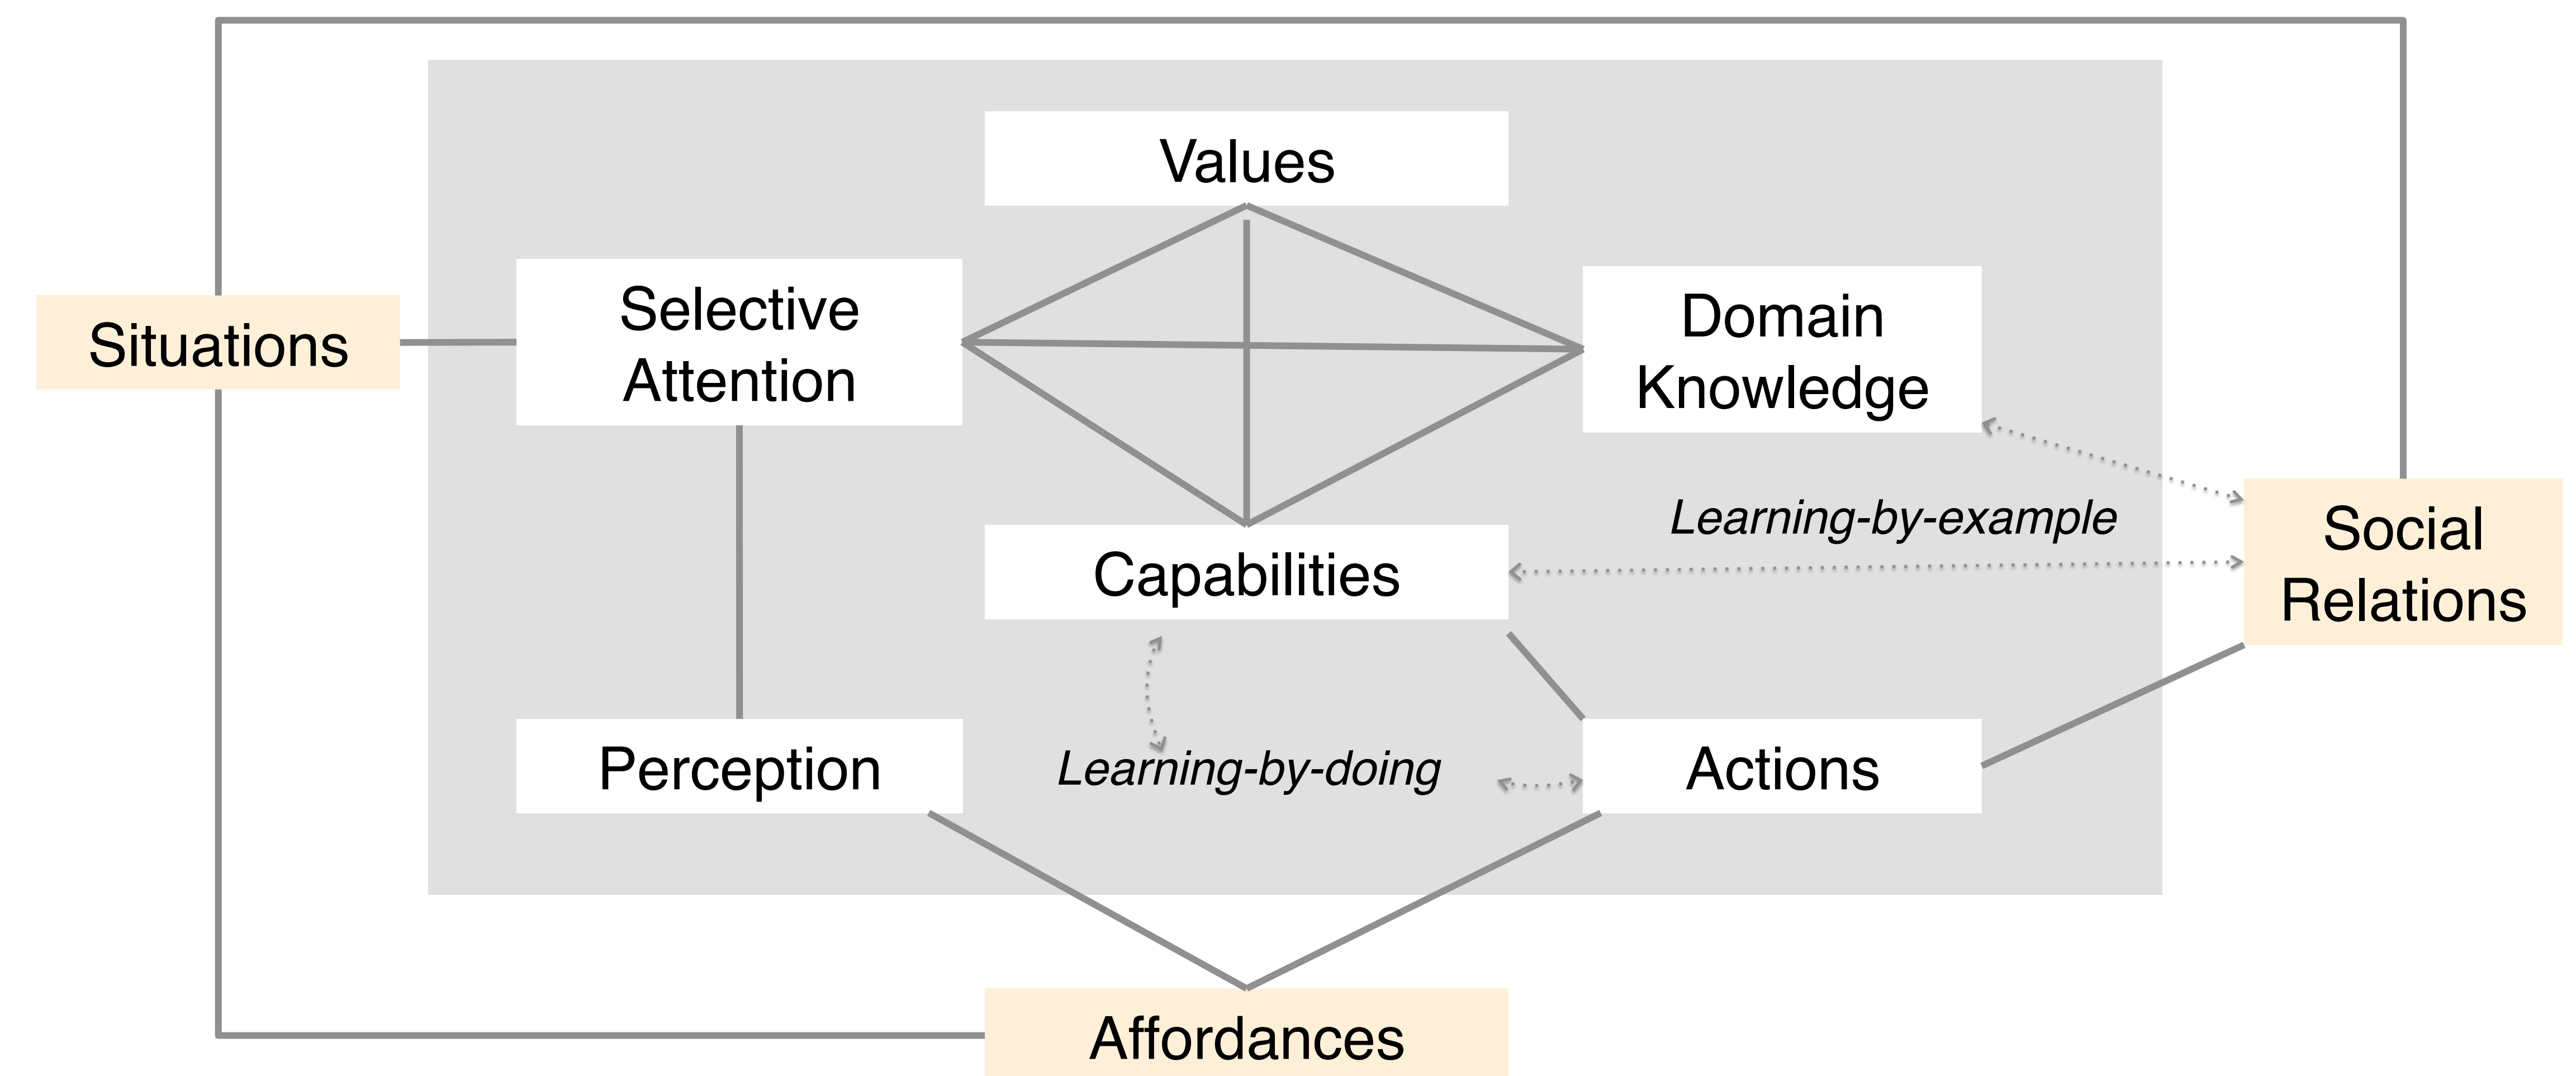 Values
Selective
Attention
Domain
Knowledge
Situations
Learning-by-example
Social
Relations
Capabilities
Perception
Learning-by-doing
Actions
Affordances